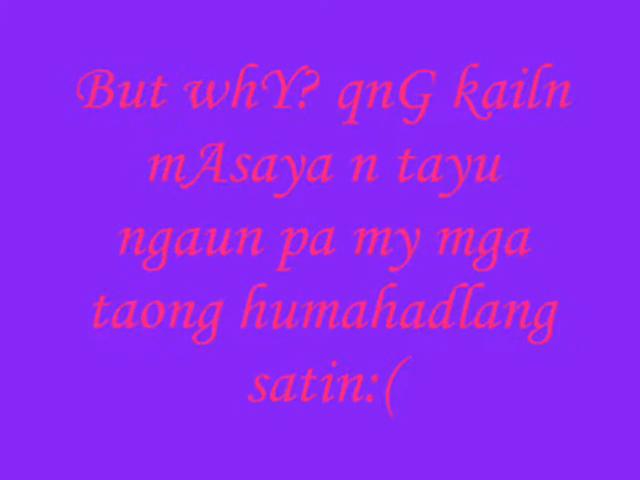 But whY? qnG kailn
mAsaya n tayu
ngaun pa my mga
taong humahadlang
satin:(